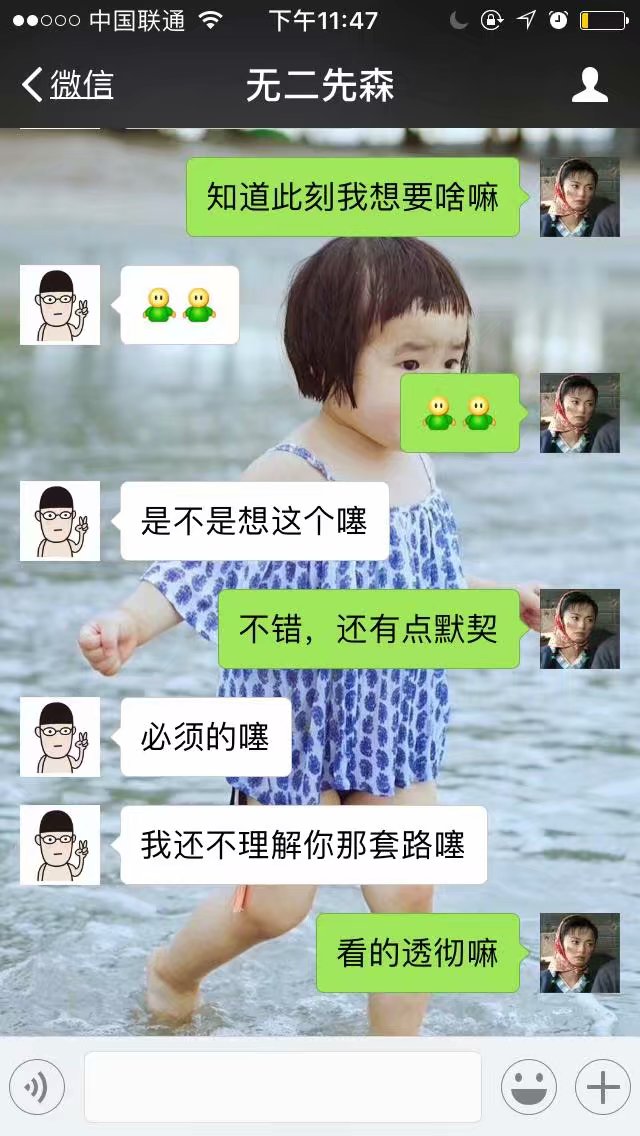 中国联通 下午11:47
微信 无二先森
知道此刻我想要啥嘛
是不是想这个噻
不错，还有点默契
必须的噻
我还不理解你那套路噻
看的透彻嘛